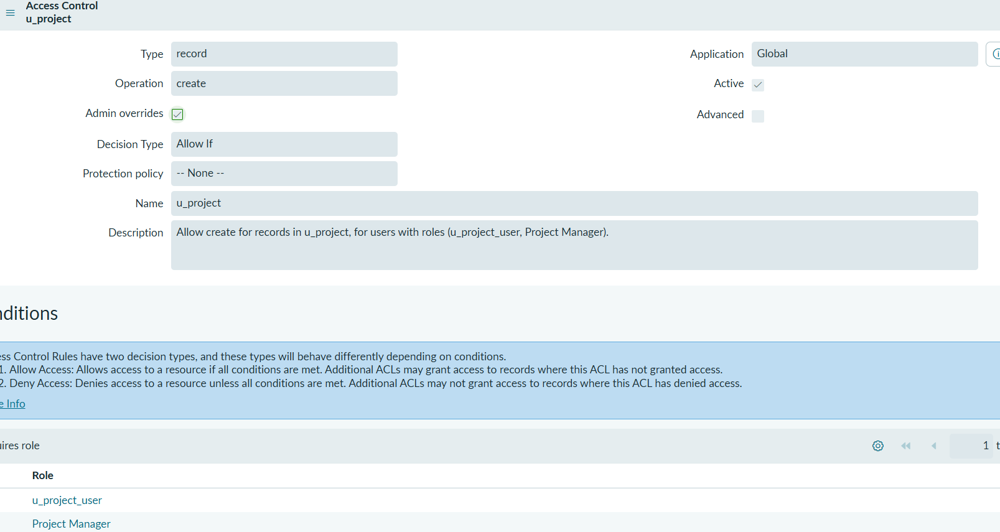 Access Control
u_project
Type record
Application Global
Operation create
Active
Admin overrides
Advanced
Decision Type Allow If
Protection policy -- None --
Name u_project
Description Allow create for records in u_project, for users with roles (u_project_user, Project Manager).
nditions
ess Control Rules have two decision types, and these types will behave differently depending on conditions.
1. Allow Access: Allows access to a resource if all conditions are met. Additional ACLs may grant access to records where this ACL has not granted access.
2. Deny Access: Denies access to a resource unless all conditions are met. Additional ACLs may not grant access to records where this ACL has denied access.
e Info
uires role
1 t
Role
u_project_user
Project Manager